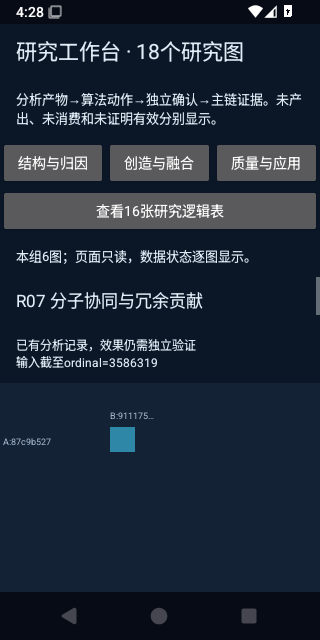 4:28
研究工作台 · 18个研究图
分析产物→算法动作→独立确认→主链证据。未产
出、未消费和未证明有效分别显示。
结构与归因
创造与融合
质量与应用
查看16张研究逻辑表
本组6图；页面只读，数据状态逐图显示。
R07 分子协同与冗余贡献
已有分析记录，效果仍需独立验证
输入截至ordinal=3586319
B:911175…
A:87c9b527